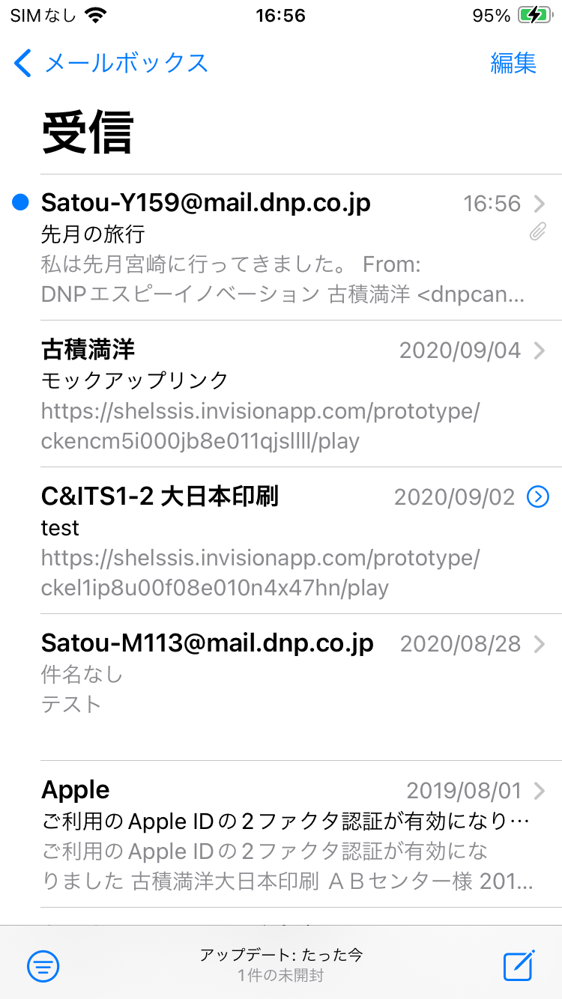 SIMなし 16:56 95%
メールボックス 編集
受信
Satou-Y159@mail.dnp.co.jp 16:56
先月の旅行
私は先月宮崎に行ってきました。 From:
DNPエスピーイノベーション 古積満洋 <dnpcan...
古積満洋 2020/09/04
モックアップリンク
https://shelssis.invisionapp.com/prototype/
ckencm5i000jb8e011qjsllll/play
C&ITS1-2 大日本印刷 2020/09/02
test
https://shelssis.invisionapp.com/prototype/
ckel1ip8u00f08e010n4x47hn/play
Satou-M113@mail.dnp.co.jp 2020/08/28
件名なし
テスト
Apple 2019/08/01
ご利用のApple IDの2ファクタ認証が有効になり…
ご利用のApple IDの2ファクタ認証が有効にな
りました 古積満洋大日本印刷 ＡＢセンター様 201...
アップデート: たった今
1件の未開封